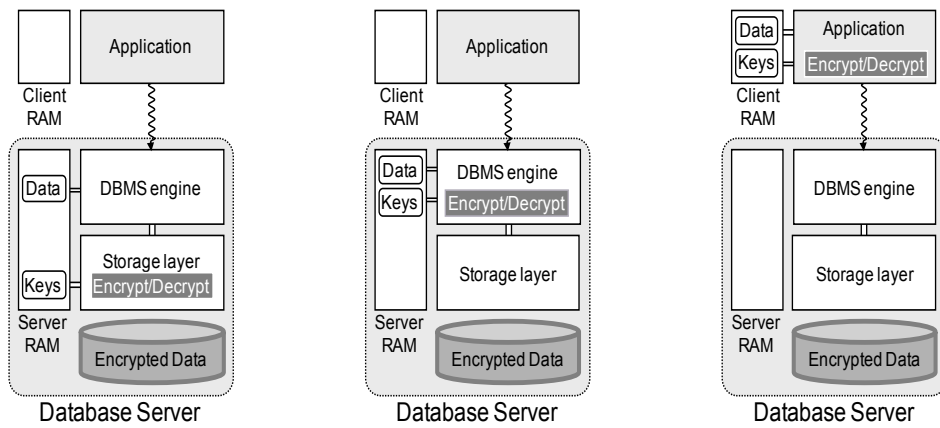 Application
Client
RAM
Data
DBMS engine
Storage layer
Keys
Encrypt/Decrypt
Server
RAM
Encrypted Data
Database Server
Application
Client
RAM
Data
DBMS engine
Keys
Encrypt/Decrypt
Storage layer
Server
RAM
Encrypted Data
Database Server
Data
Application
Keys
Encrypt/Decrypt
Client
RAM
DBMS engine
Storage layer
Server
RAM
Encrypted Data
Database Server